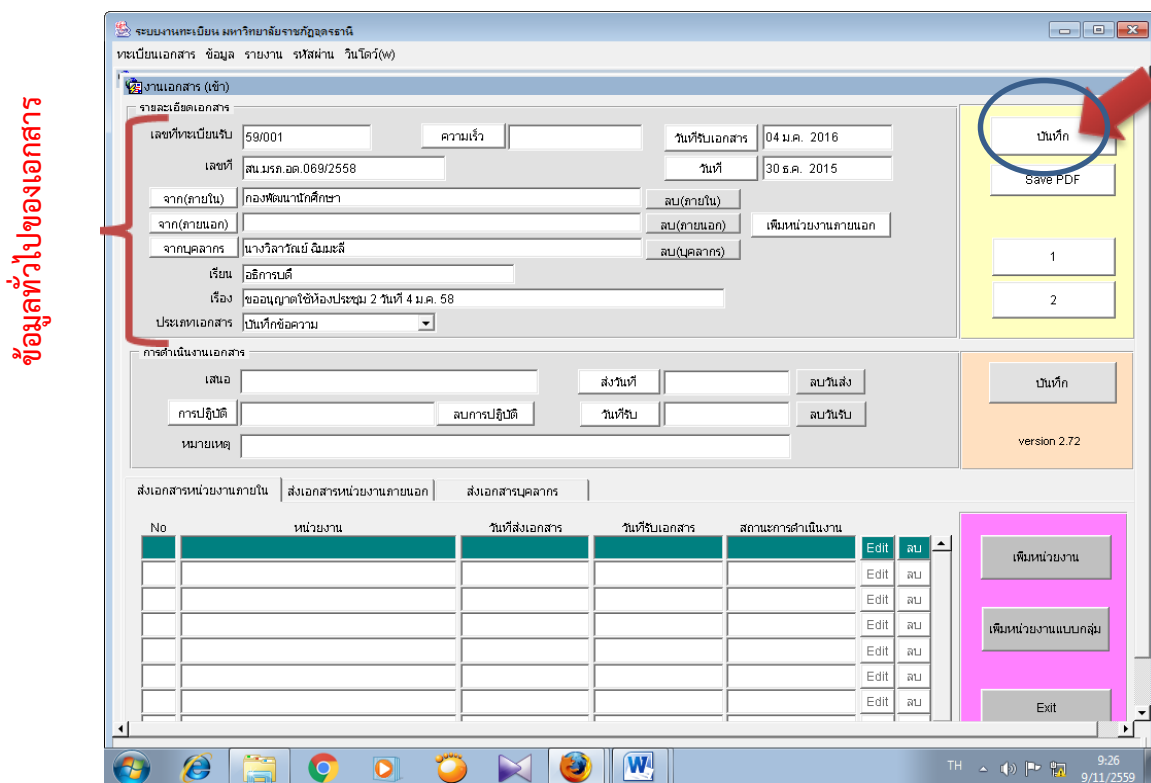 ข้อมูลทั่วไปของเอกสาร
ระบบงานทะเบียน มหาวิทยาลัยราชภัฏอุดรธานี
ทะเบียนเอกสาร ข้อมูล รายงาน รหัสผ่าน วินโดว์(W)
งานเอกสาร (เข้า)
รายละเอียดเอกสาร
เลขที่ทะเบียนรับ 59/001 ความเร็ว วันที่รับเอกสาร 04 ม.ค. 2016 บันทึก
เลขที่ สน.มรภ.อด.069/2558 วันที่ 30 ธ.ค. 2015 Save PDF
จาก(ภายใน) กองพัฒนานักศึกษา ลบ(ภายใน)
จาก(ภายนอก) ลบ(ภายนอก) เพิ่มหน่วยงานภายนอก
จากบุคลากร นางวิลาวัณย์ ฉิมมะลี ลบ(บุคลากร) 1
เรียน อธิการบดี
เรื่อง ขออนุญาตใช้ห้องประชุม 2 วันที่ 4 ม.ค. 58 2
ประเภทเอกสาร บันทึกข้อความ
การดำเนินงานเอกสาร
เสนอ ส่งวันที่ ลบวันส่ง บันทึก
การปฏิบัติ ลบการปฏิบัติ วันที่รับ ลบวันรับ
หมายเหตุ version 2.72
ส่งเอกสารหน่วยงานภายใน ส่งเอกสารหน่วยงานภายนอก ส่งเอกสารบุคลากร
No หน่วยงาน วันที่ส่งเอกสาร วันที่รับเอกสาร สถานะการดำเนินงาน
Edit ลบ เพิ่มหน่วยงาน
Edit ลบ
Edit ลบ
Edit ลบ เพิ่มหน่วยงานแบบกลุ่ม
Edit ลบ
Edit ลบ
Edit ลบ Exit
TH 9:26
9/11/2559